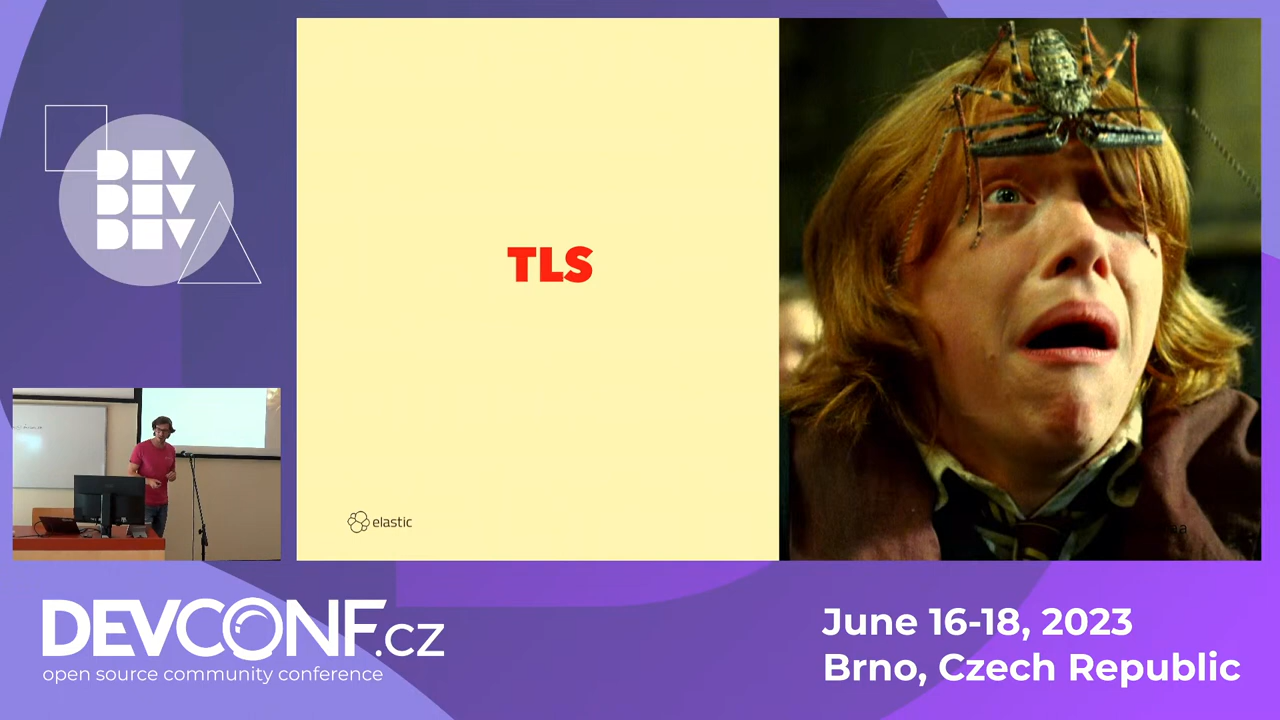 DEV
DEV
DEV
TLS
elastic
DEVCONF.cz
open source community conference
June 16-18, 2023
Brno, Czech Republic